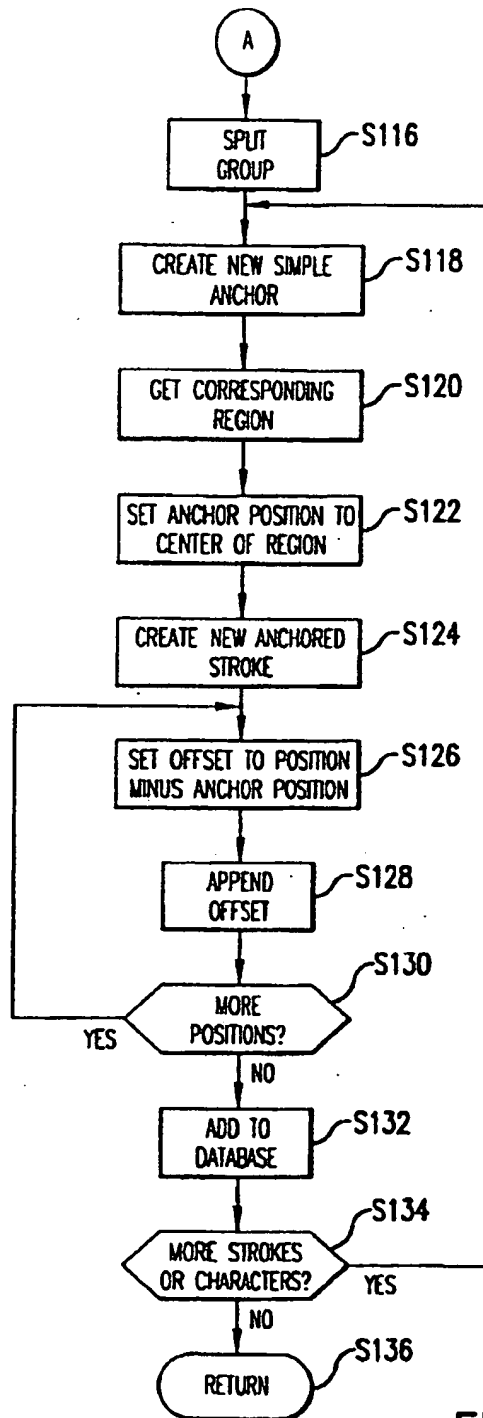 A
SPLIT
GROUP
S116
CREATE NEW SIMPLE
ANCHOR
S118
GET CORRESPONDING
REGION
S120
SET ANCHOR POSITION TO
CENTER OF REGION
S122
CREATE NEW ANCHORED
STROKE
S124
SET OFFSET TO POSITION
MINUS ANCHOR POSITION
S126
APPEND
OFFSET
S128
MORE
POSITIONS?
S130
YES
NO
ADD TO
DATABASE
S132
MORE STROKES
OR CHARACTERS?
S134
YES
NO
RETURN
S136